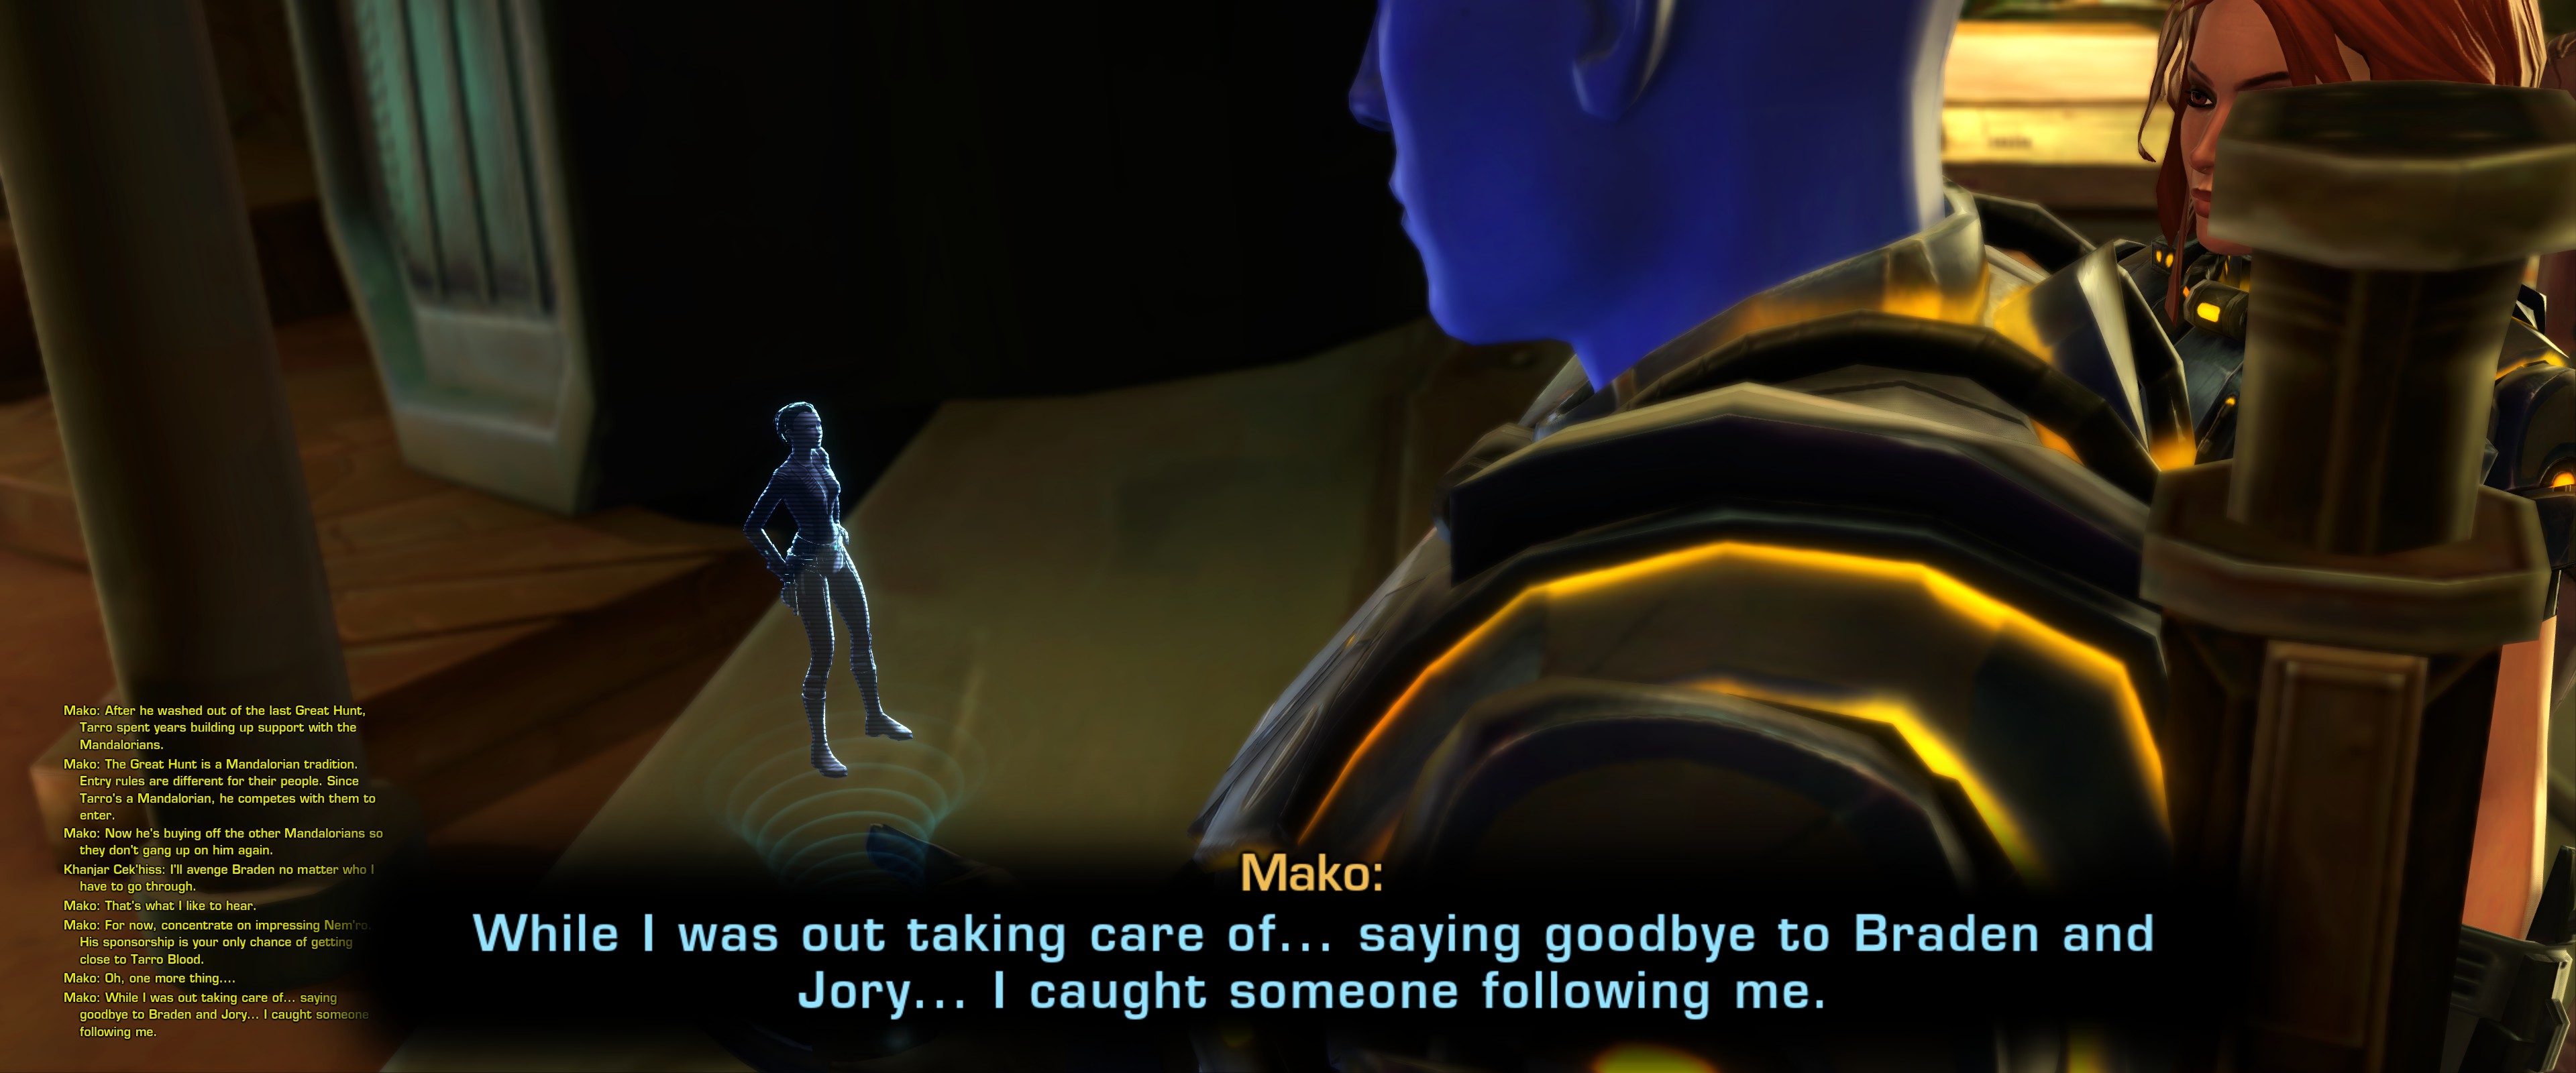 Mako: After he washed out of the last Great Hunt,
Tarro spent years building up support with the
Mandalorians.
Mako: The Great Hunt is a Mandalorian tradition.
Entry rules are different for their people. Since
Tarro's a Mandalorian, he competes with them to
enter.
Mako: Now he's buying off the other Mandalorians so
they don't gang up on him again.
Khanjar Cek'hiss: I'll avenge Braden no matter who I
have to go through.
Mako: That's what I like to hear.
Mako: For now, concentrate on impressing Nem'ro.
His sponsorship is your only chance of getting
close to Tarro Blood.
Mako: Oh, one more thing....
Mako: While I was out taking care of... saying
goodbye to Braden and Jory... I caught someone
following me.
Mako:
While I was out taking care of... saying goodbye to Braden and
Jory... I caught someone following me.